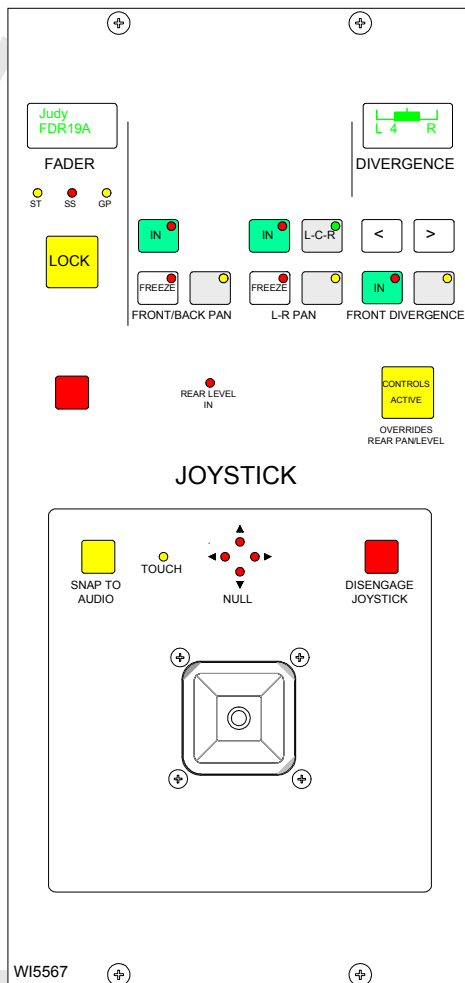 Judy
FDR19A
L 4 R
FADER
DIVERGENCE
ST SS GP
LOCK
IN
IN
L-C-R
< >
FREEZE
FREEZE
IN
FRONT/BACK PAN
L-R PAN
FRONT DIVERGENCE
REAR LEVEL
IN
CONTROLS
ACTIVE
OVERRIDES
REAR PAN/LEVEL
JOYSTICK
TOUCH
SNAP TO
AUDIO
NULL
DISENGAGE
JOYSTICK
WI5567